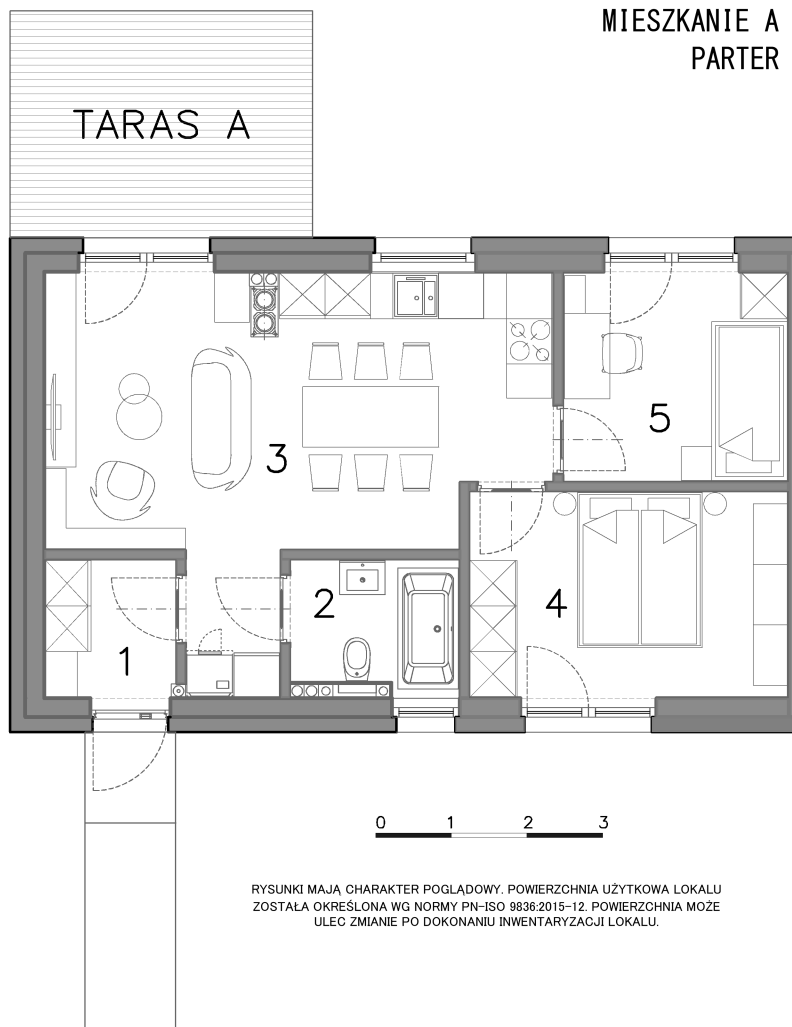 MIESZKANIE A
PARTER
TARAS A
3
5
4
2
1
0 1 2 3
RYSUNKI MAJĄ CHARAKTER POGLĄDOWY. POWIERZCHNIA UŻYTKOWA LOKALU
ZOSTAŁA OKREŚLONA WG NORMY PN-ISO 9836:2015-12. POWIERZCHNIA MOŻE
ULEC ZMIANIE PO DOKONANIU INWENTARYZACJI LOKALU.